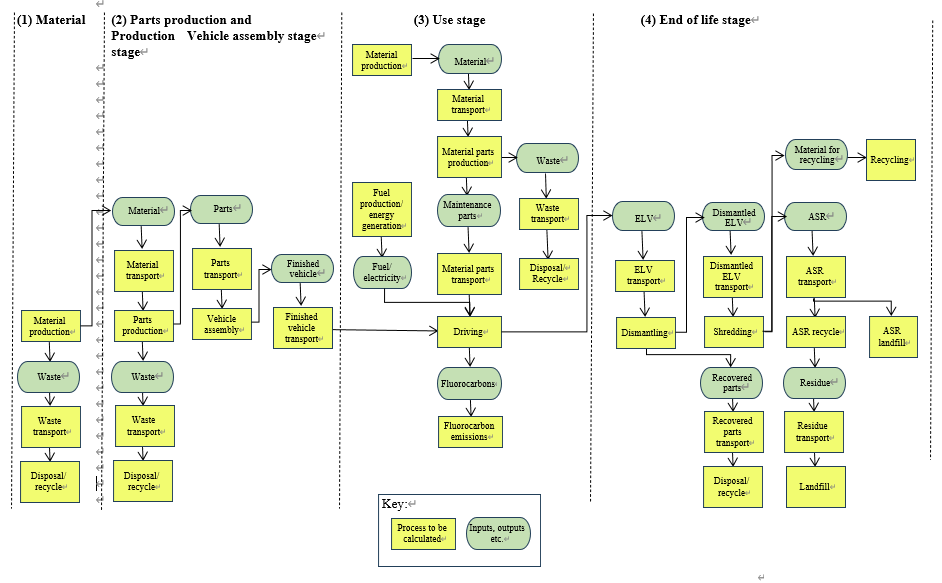 (1) Material
Production
stage
(2) Parts production and
Vehicle assembly stage
(3) Use stage
(4) End of life stage
Material
production
Waste
Waste
transport
Disposal/
recycle
Material
Material
transport
Parts
production
Waste
Waste
transport
Disposal/
recycle
Parts
Parts
transport
Vehicle
assembly
Finished
vehicle
Finished
vehicle
transport
Material
production
Material
Material
transport
Material parts
production
Waste
Waste
transport
Disposal/
Recycle
Maintenance
parts
Material parts
transport
Fuel
production/
energy
generation
Fuel/
electricity
Driving
Fluorocarbons
Fluorocarbon
emissions
ELV
ELV
transport
Dismantling
Dismantled
ELV
Dismantled
ELV
transport
Shredding
Recovered
parts
Recovered
parts
transport
Disposal/
recycle
Material for
recycling
Recycling
ASR
ASR
transport
ASR recycle
ASR
landfill
Residue
Residue
transport
Landfill
Key:
Process to be
calculated
Inputs, outputs
etc.